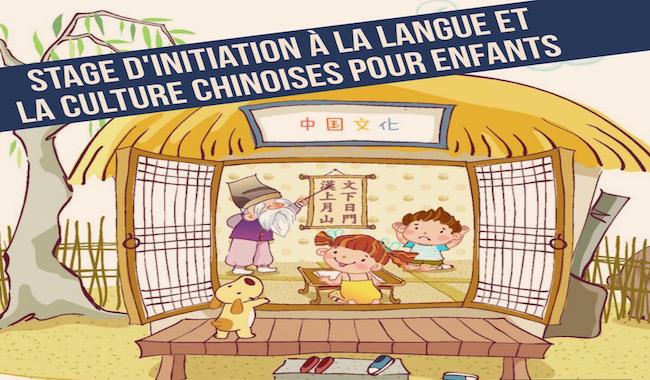 STAGE D'INITIATION À LA LANGUE ET
LA CULTURE CHINOISES POUR ENFANTS
中国文化
文下日門
漢上月山